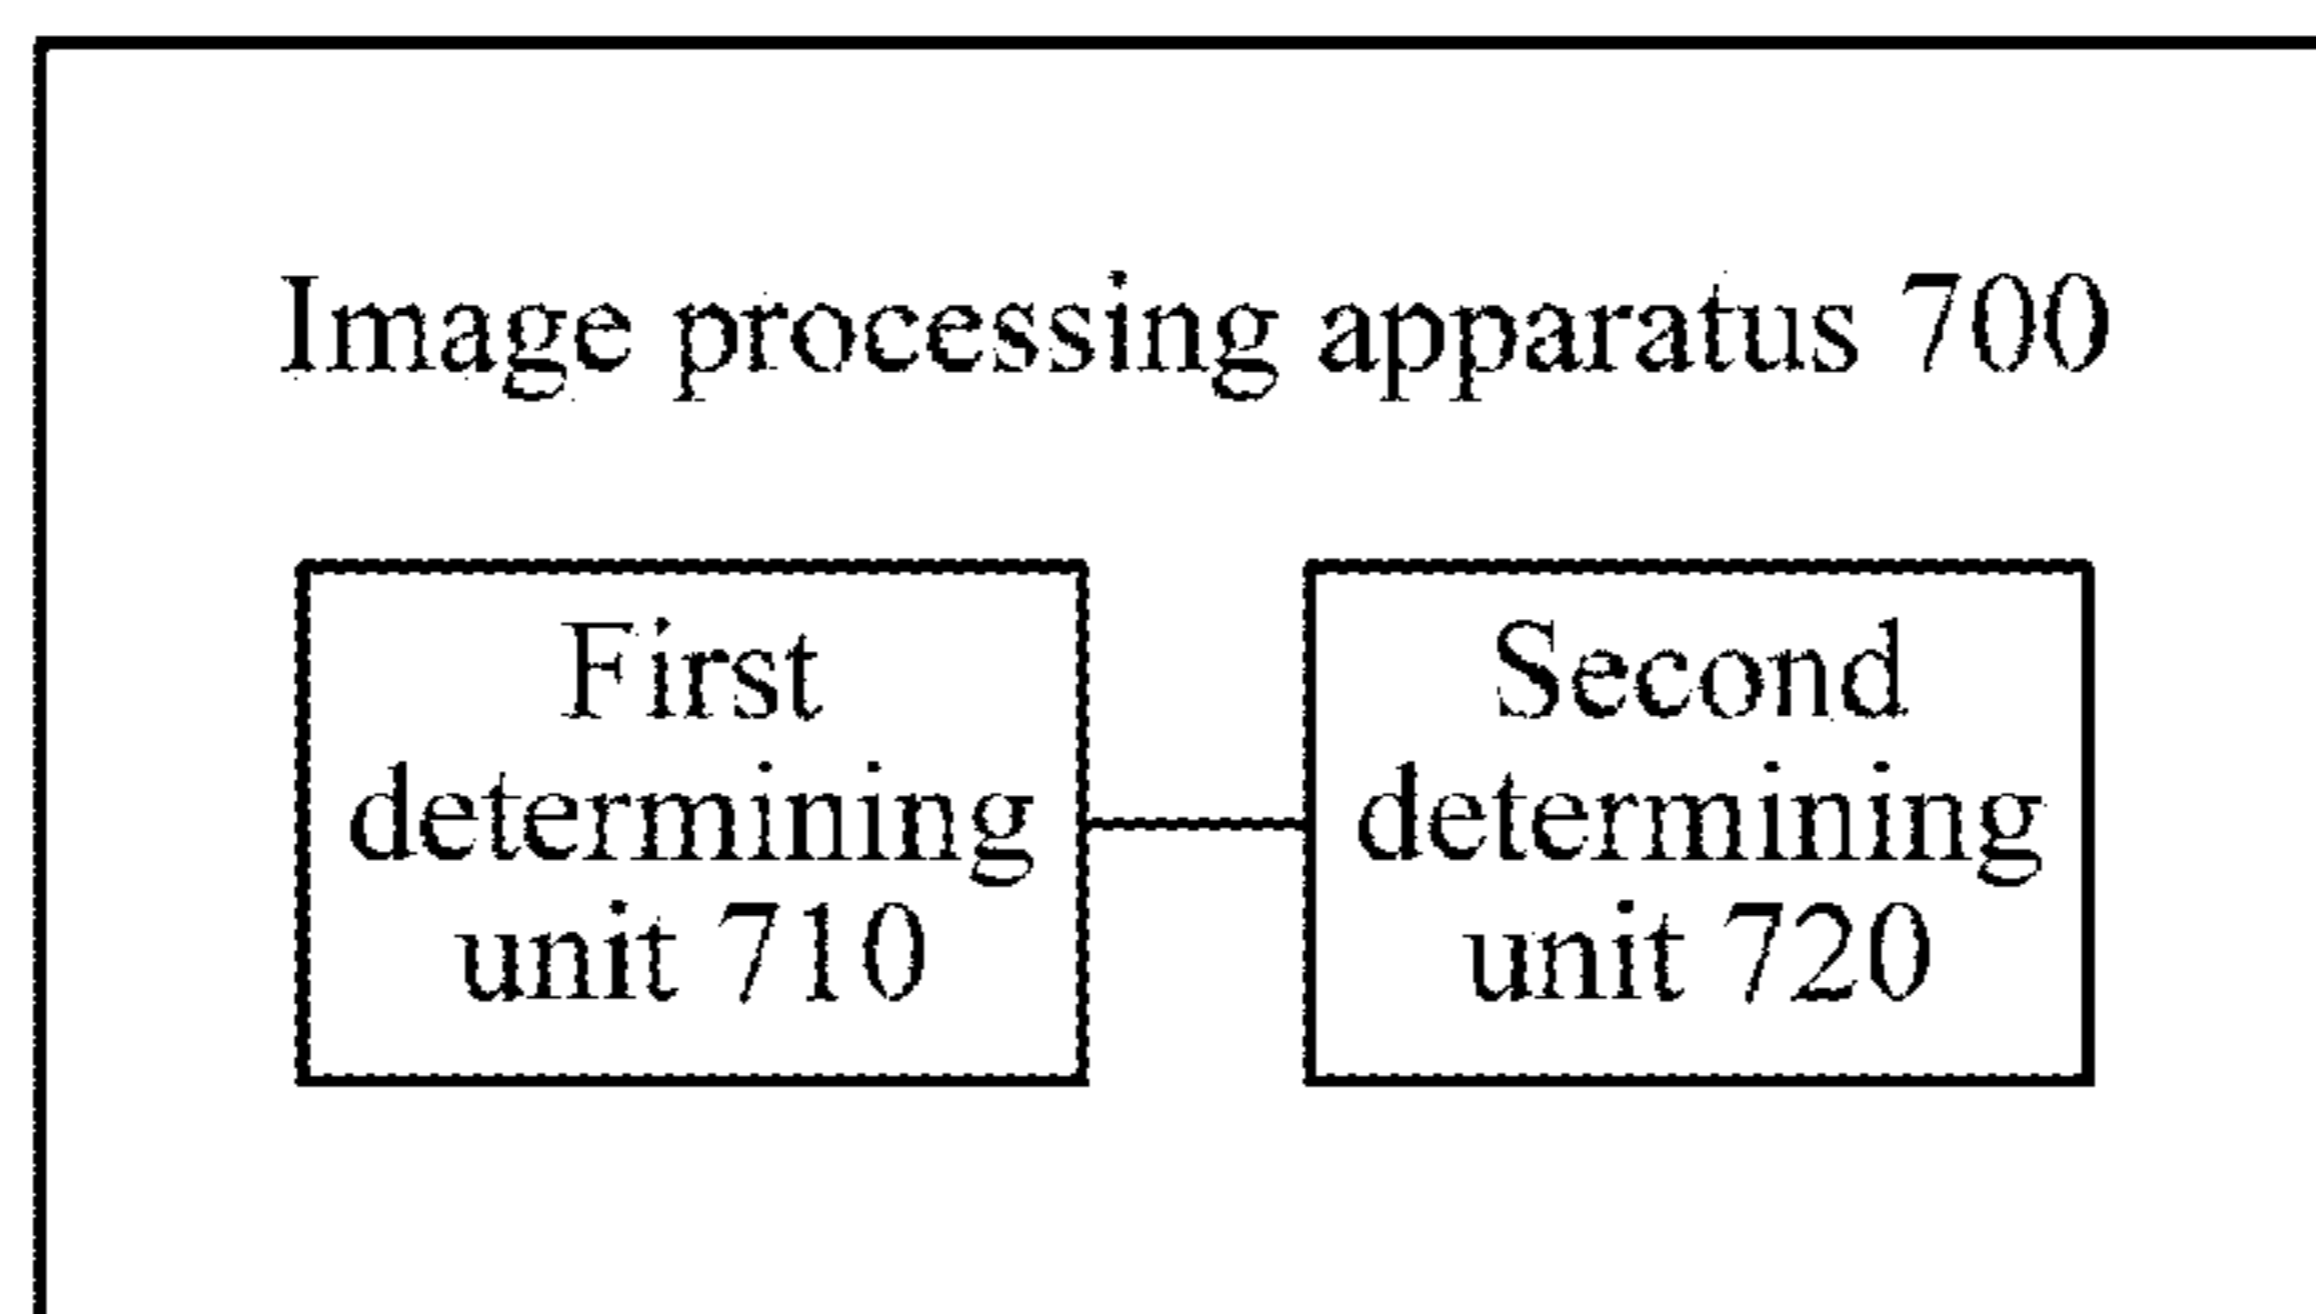 Image processing apparatus 700
First
determining
unit 710
Second
determining
unit 720